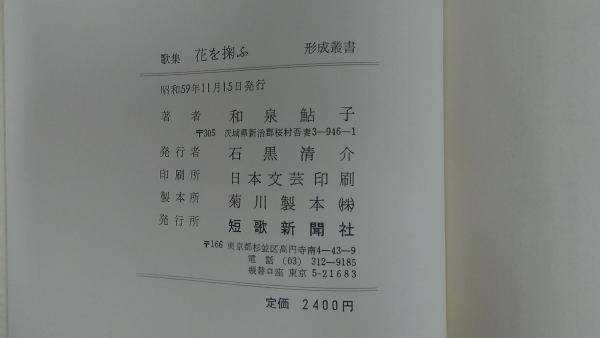 歌集 花を掬ふ 形成叢書
昭和59年11月15日発行
著者 和泉鮎子
〒305 茨城県新治郡桜村吾妻3—946—1
発行者 石黒清介
印刷所 日本文芸印刷
製本所 菊川製本㈱
発行所 短歌新聞社
〒166 東京都杉並区高円寺南4—43—9
電話 (03) 312—9185
振替口座 東京 5-21683
定価 2400円